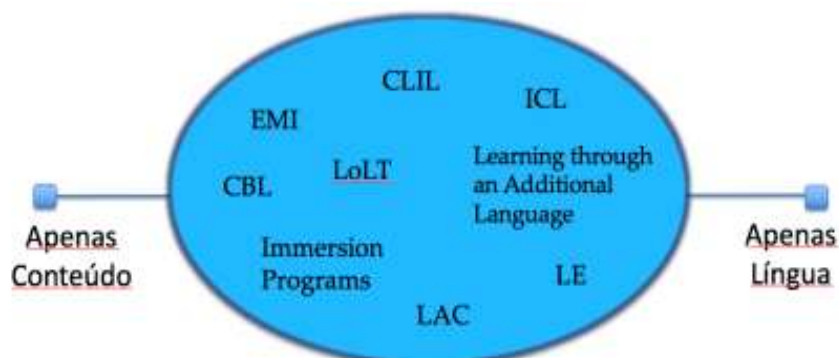 CLIL
ICL
EMI
LoLT
Learning through
an Additional
Language
CBL
Apenas
Conteúdo
Apenas
Língua
Immersion
Programs
LE
LAC